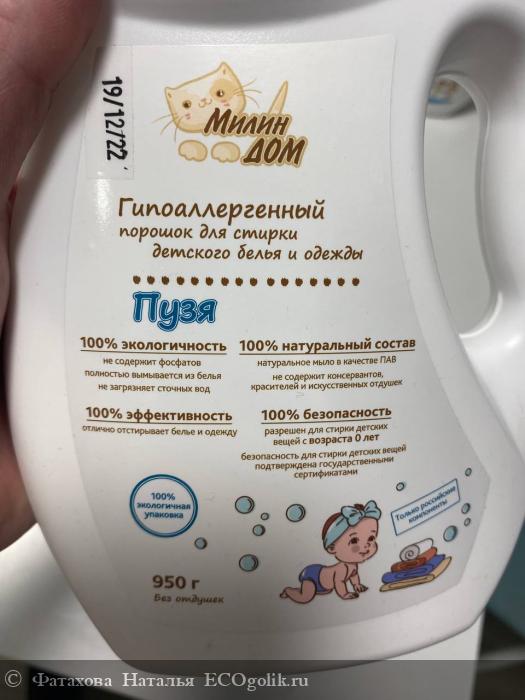 19/12/22
Милин
ДОМ
Гипоаллергенный
порошок для стирки
детского белья и одежды
Пузя
100% экологичность
не содержит фосфатов
полностью вымывается из белья
не загрязняет сточных вод
100% натуральный состав
натуральное мыло в качестве ПАВ
не содержит консервантов,
красителей и искусственных отдушек
100% эффективность
отлично отстирывает белье и одежду
100% безопасность
разрешен для стирки детских
вещей с возраста 0 лет
безопасность для стирки детских вещей
подтверждена государственными
сертификатами
100%
экологичная
упаковка
Только российские
компоненты
950 г
Без отдушек
© Фатахова Наталья ECOgolik.ru